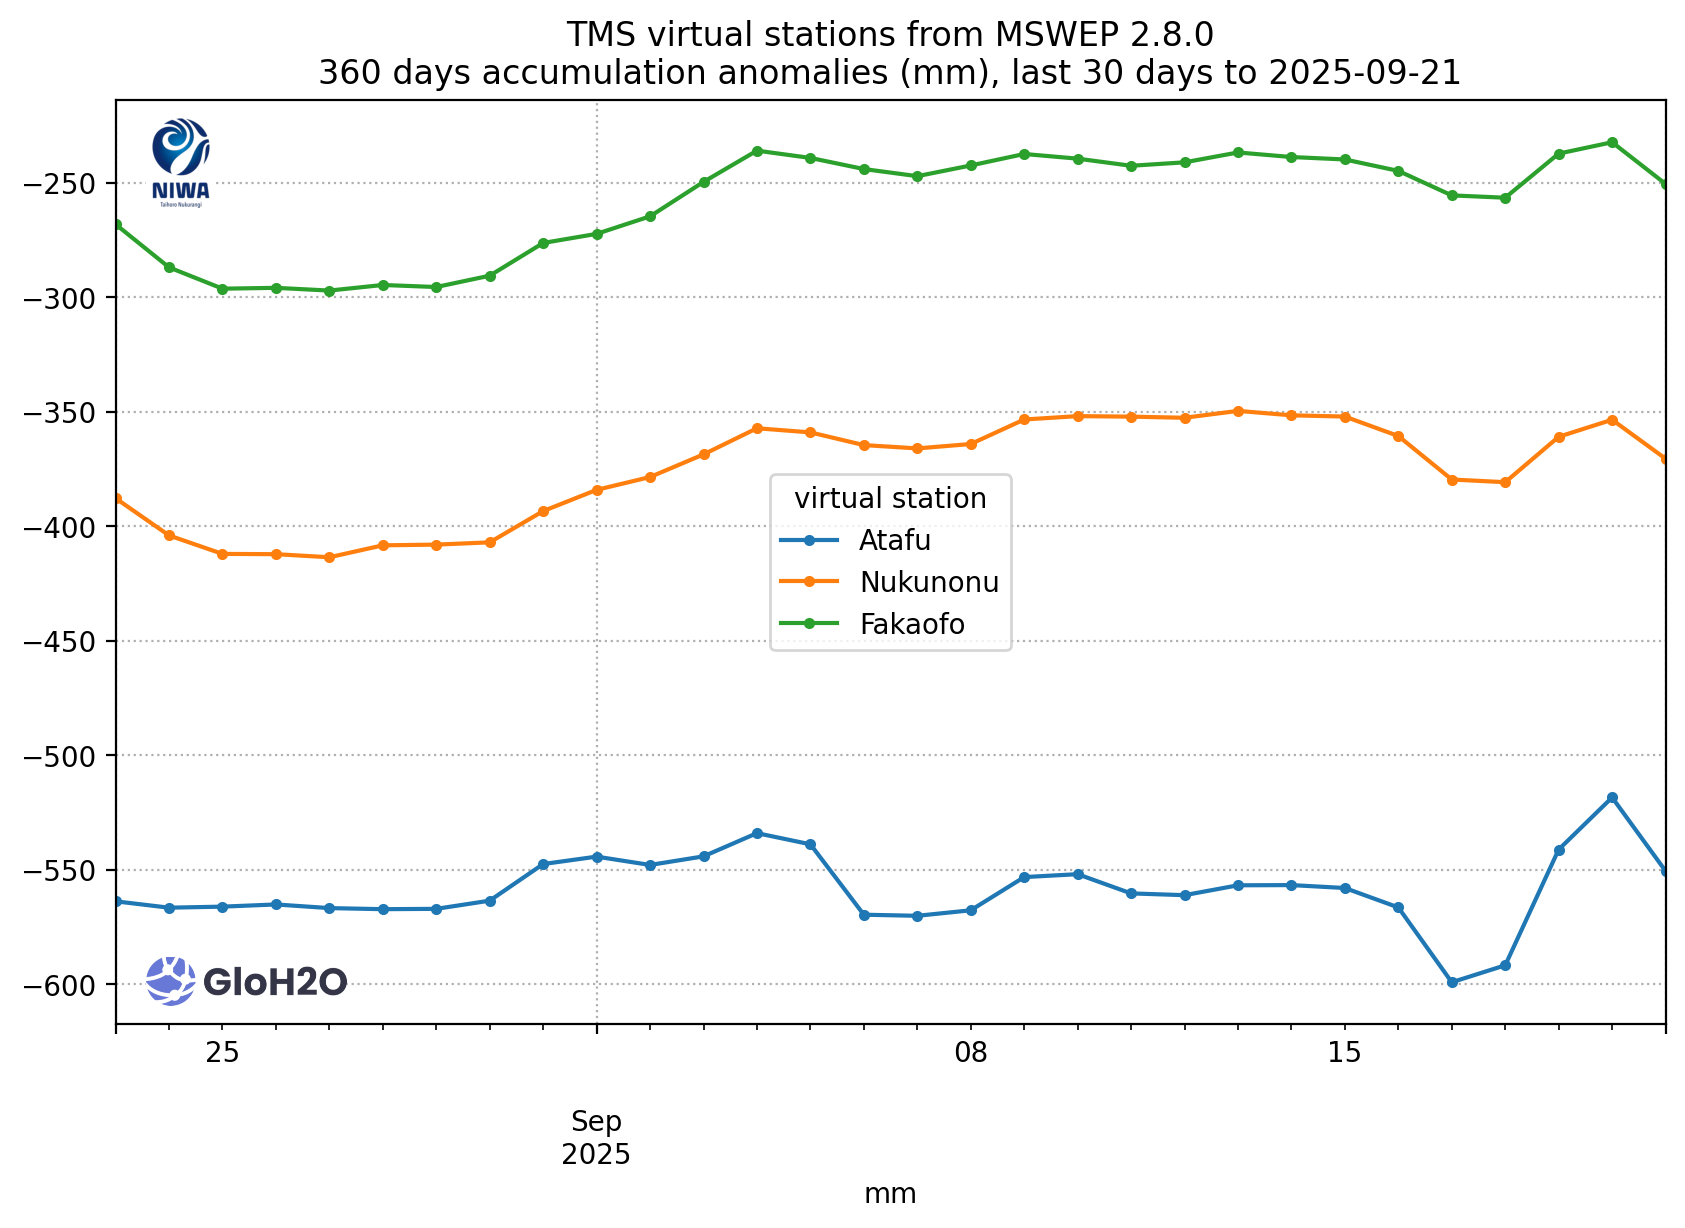 TMS virtual stations from MSWEP 2.8.0
360 days accumulation anomalies (mm), last 30 days to 2025-09-21
NIWA
Taihoro Nukurangi
−250
−300
−350
−400
−450
−500
−550
−600
virtual station
Atafu
Nukunonu
Fakaofo
GloH2O
25
08
15
Sep
2025
mm